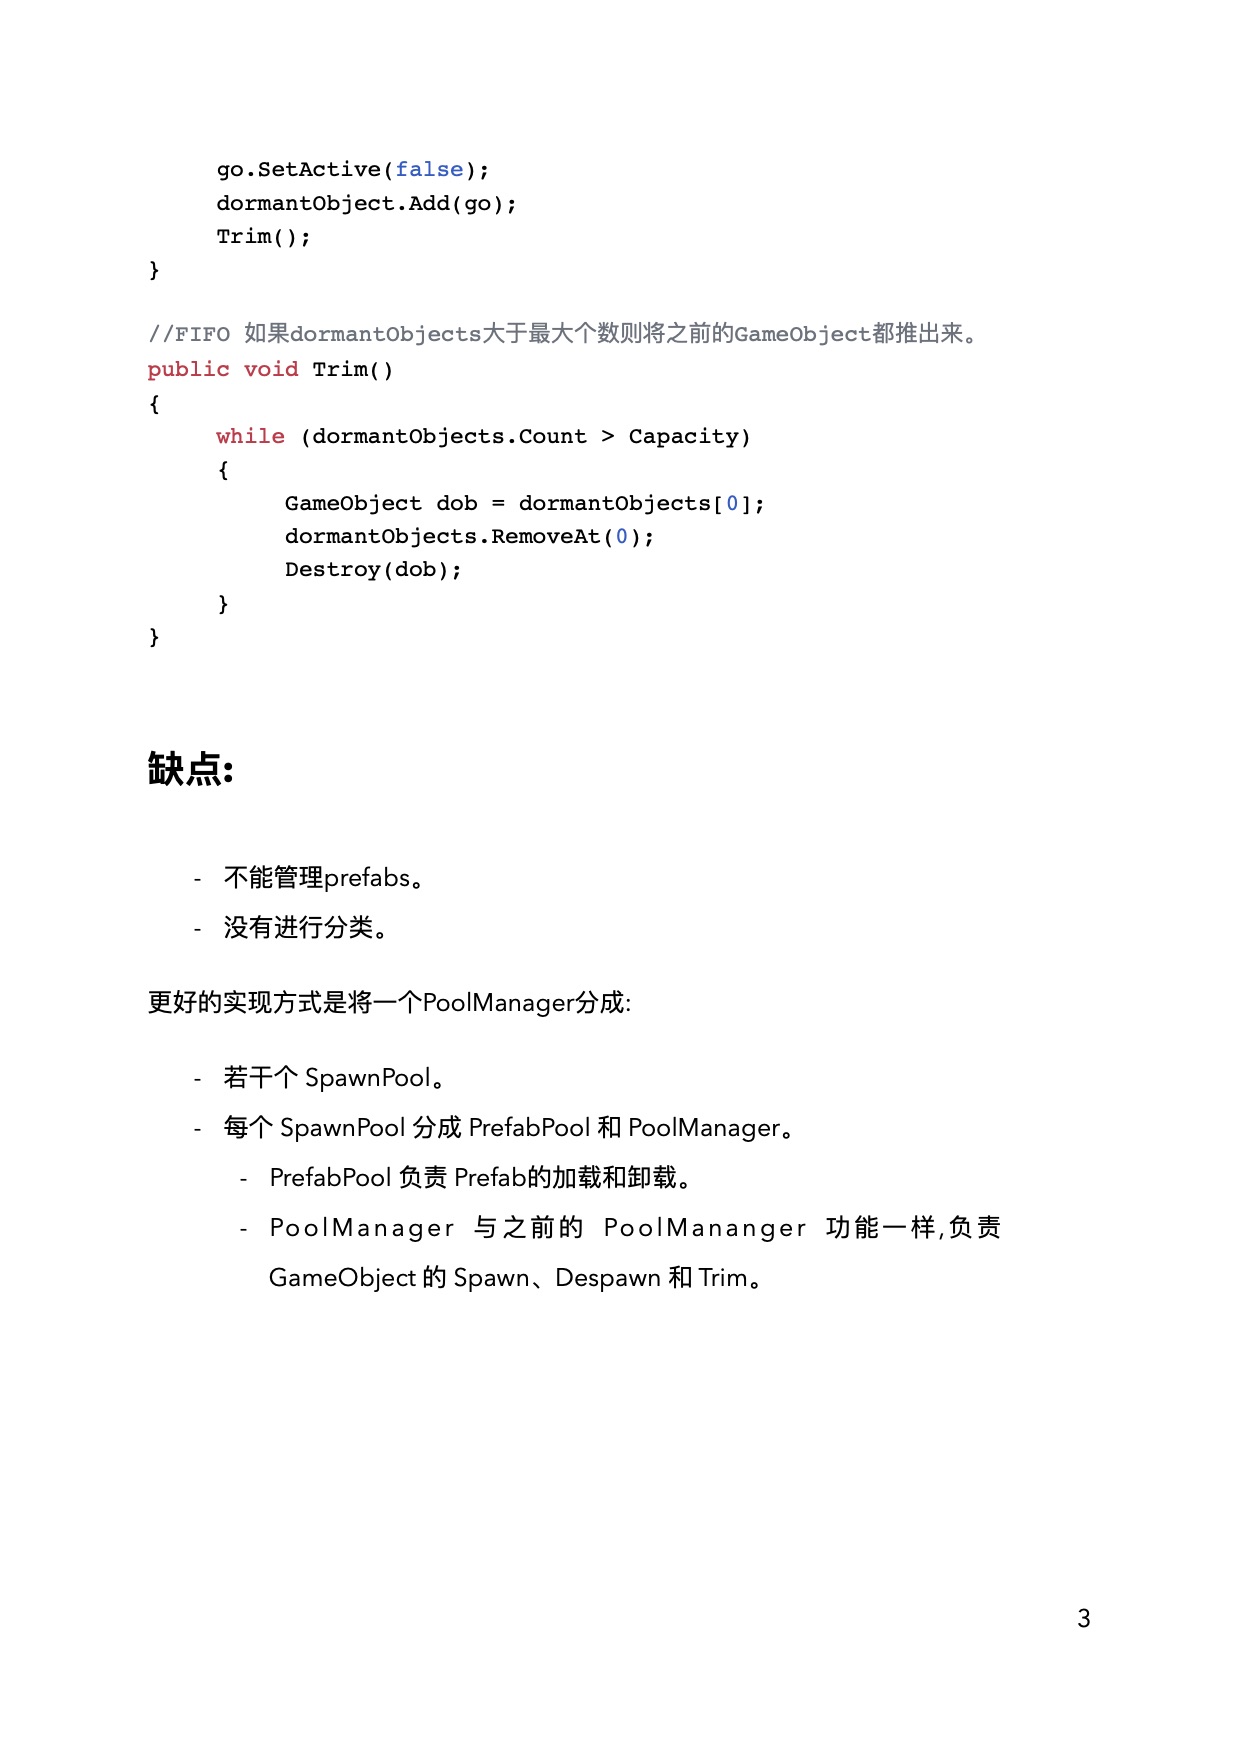 go.SetActive(false);
dormantObject.Add(go);
Trim();
}
//FIFO 如果dormantObjects大于最大个数则将之前的GameObject都推出来。
public void Trim()
{
while (dormantObjects.Count > Capacity)
{
GameObject dob = dormantObjects[0];
dormantObjects.RemoveAt(0);
Destroy(dob);
}
}
缺点:
- 不能管理prefabs。
- 没有进行分类。
更好的实现方式是将一个PoolManager分成:
- 若干个 SpawnPool。
- 每个 SpawnPool 分成 PrefabPool 和 PoolManager。
- PrefabPool 负责 Prefab的加载和卸载。
- PoolManager 与之前的 PoolMananger 功能一样,负责
GameObject 的 Spawn、Despawn 和 Trim。
3